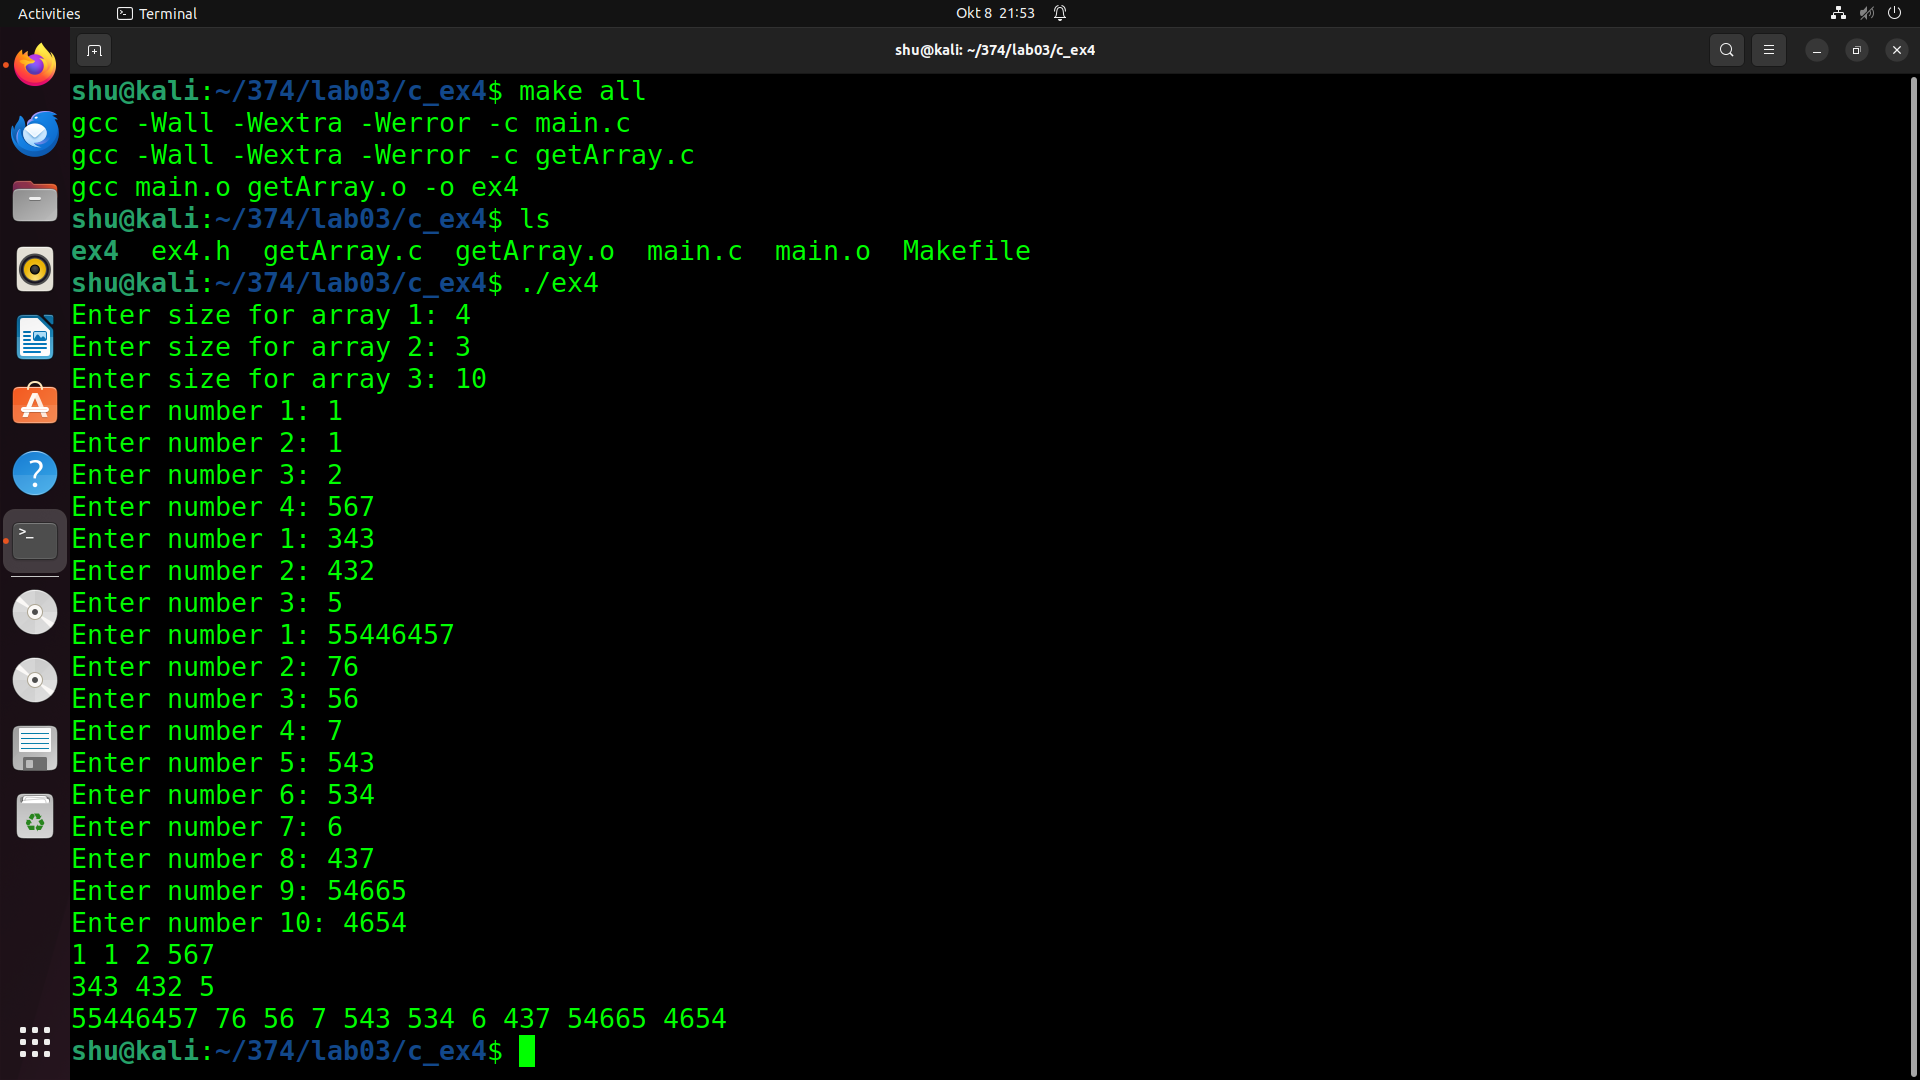 Activities Terminal Okt 8 21:53
shu@kali: ~/374/lab03/c_ex4
shu@kali:~/374/lab03/c_ex4$ make all
gcc -Wall -Wextra -Werror -c main.c
gcc -Wall -Wextra -Werror -c getArray.c
gcc main.o getArray.o -o ex4
shu@kali:~/374/lab03/c_ex4$ ls
ex4  ex4.h  getArray.c  getArray.o  main.c  main.o  Makefile
shu@kali:~/374/lab03/c_ex4$ ./ex4
Enter size for array 1: 4
Enter size for array 2: 3
Enter size for array 3: 10
Enter number 1: 1
Enter number 2: 1
Enter number 3: 2
Enter number 4: 567
Enter number 1: 343
Enter number 2: 432
Enter number 3: 5
Enter number 1: 55446457
Enter number 2: 76
Enter number 3: 56
Enter number 4: 7
Enter number 5: 543
Enter number 6: 534
Enter number 7: 6
Enter number 8: 437
Enter number 9: 54665
Enter number 10: 4654
1 1 2 567
343 432 5
55446457 76 56 7 543 534 6 437 54665 4654
shu@kali:~/374/lab03/c_ex4$